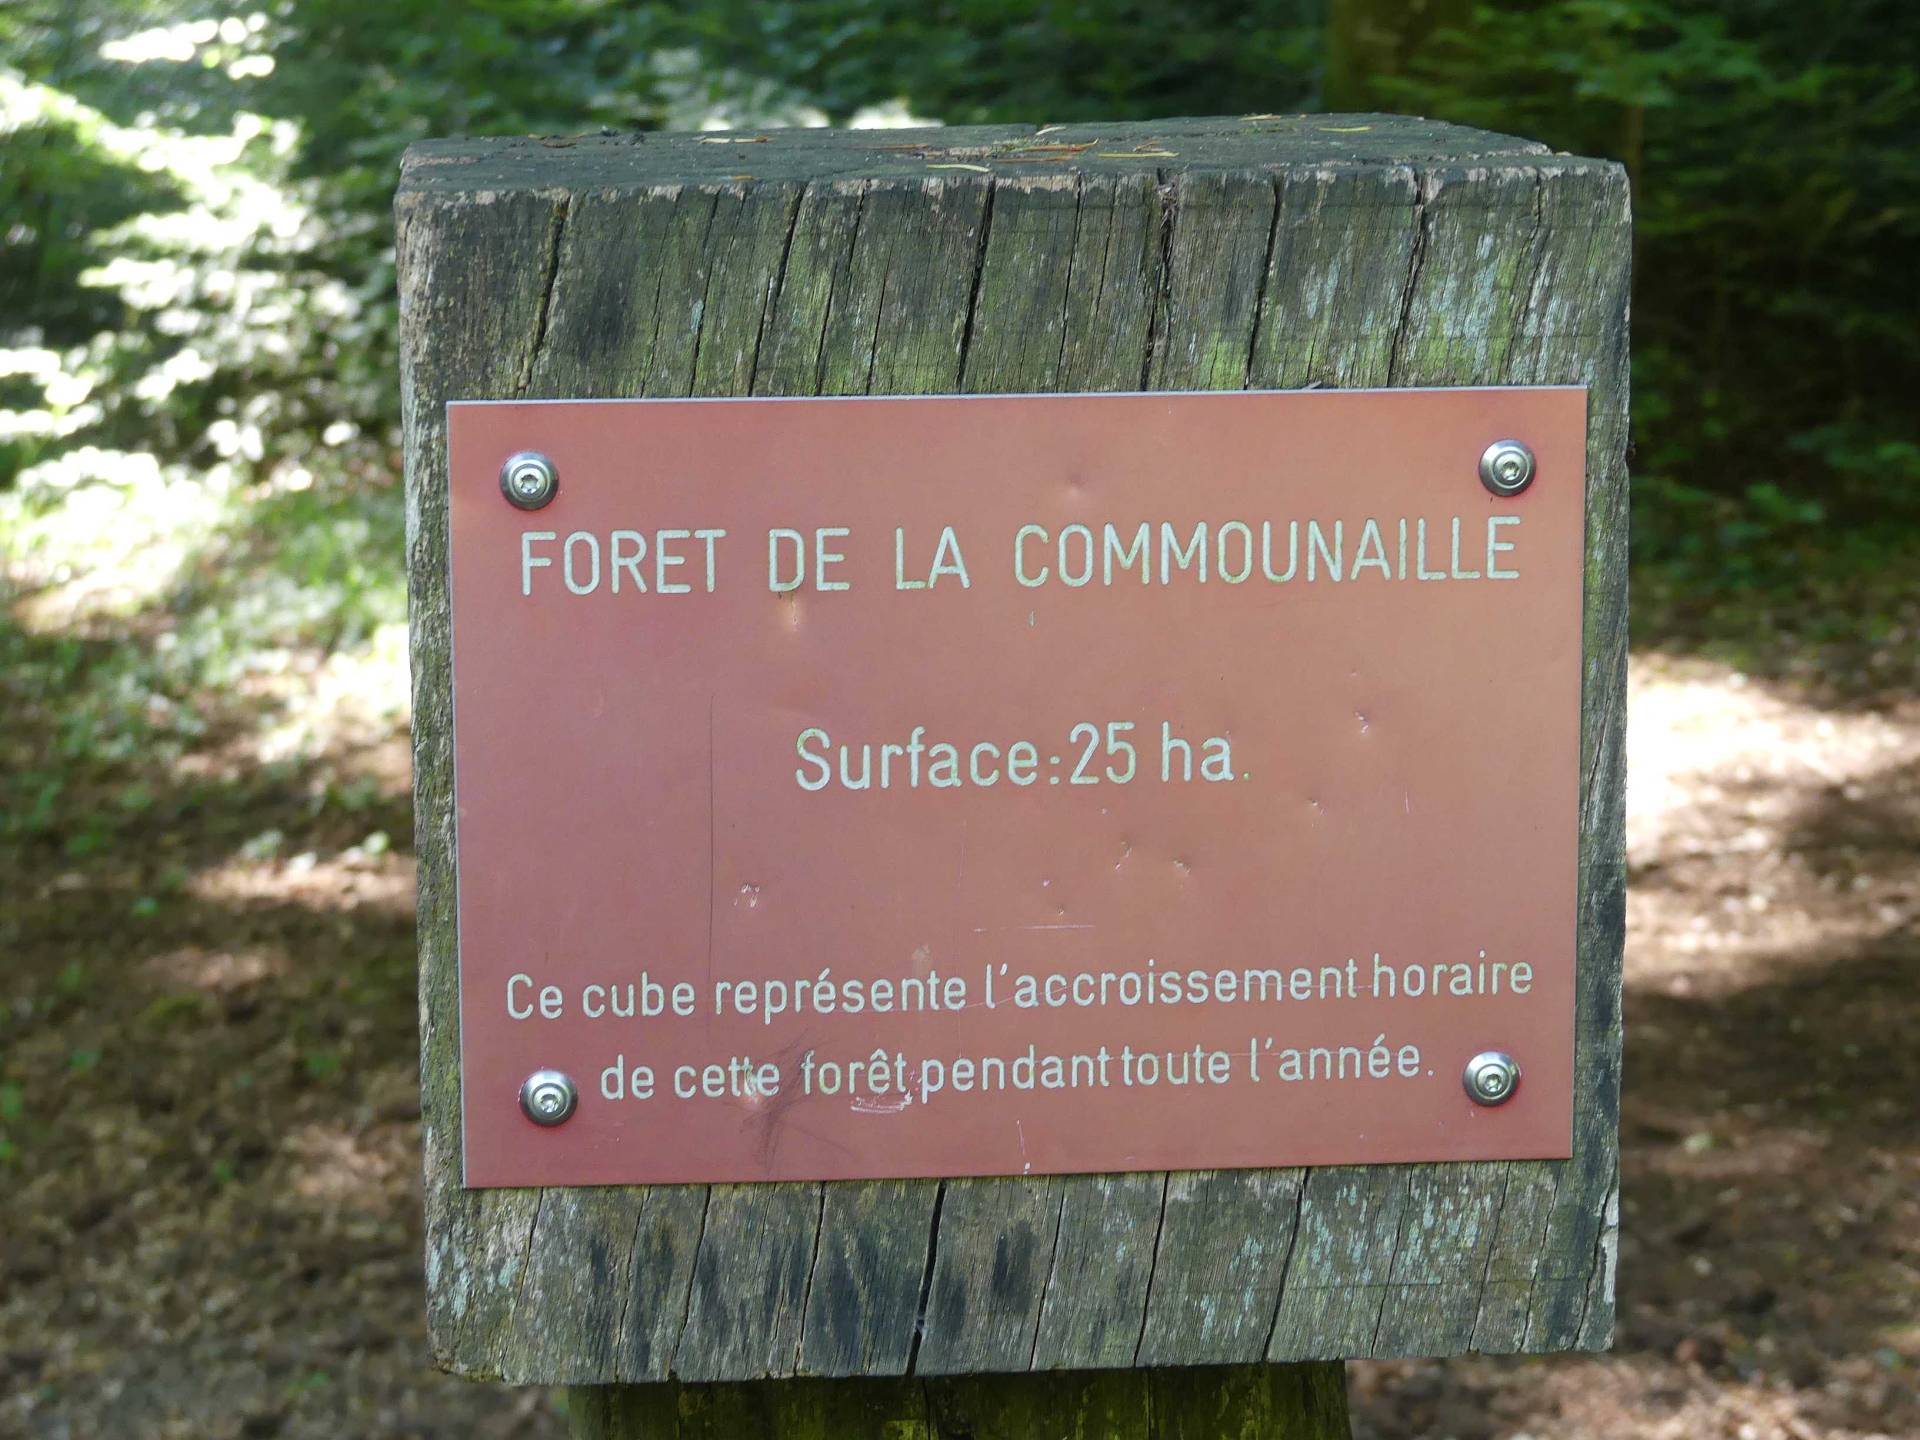 FORET DE LA COMMOUNAILLE
Surface: 25 ha.
Ce cube représente l'accroissement horaire
de cette forêt pendant toute l'année.